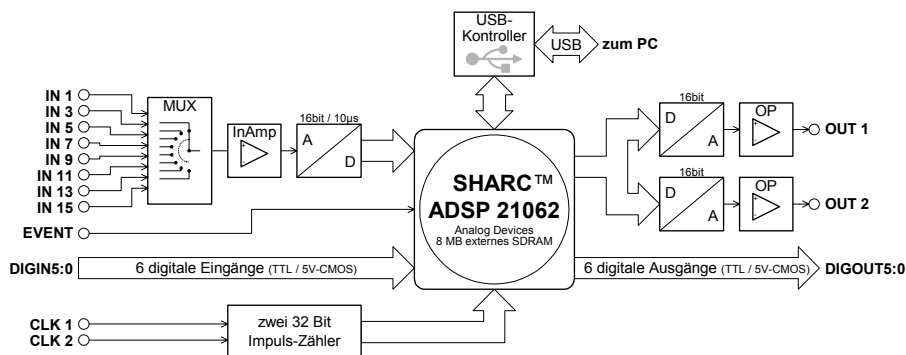 USB-
Kontroller
USB
zum PC
MUX
IN 1
IN 3
IN 5
IN 7
IN 9
IN 11
IN 13
IN 15
InAmp
16bit / 10µs
A
D
SHARC™
ADSP 21062
Analog Devices
8 MB externes SDRAM
16bit
D
A
OP
OUT 1
16bit
D
A
OP
OUT 2
EVENT
DIGIN5:0
6 digitale Eingänge (TTL / 5V-CMOS)
6 digitale Ausgänge (TTL / 5V-CMOS)
DIGOUT5:0
CLK 1
CLK 2
zwei 32 Bit
Impuls-Zähler